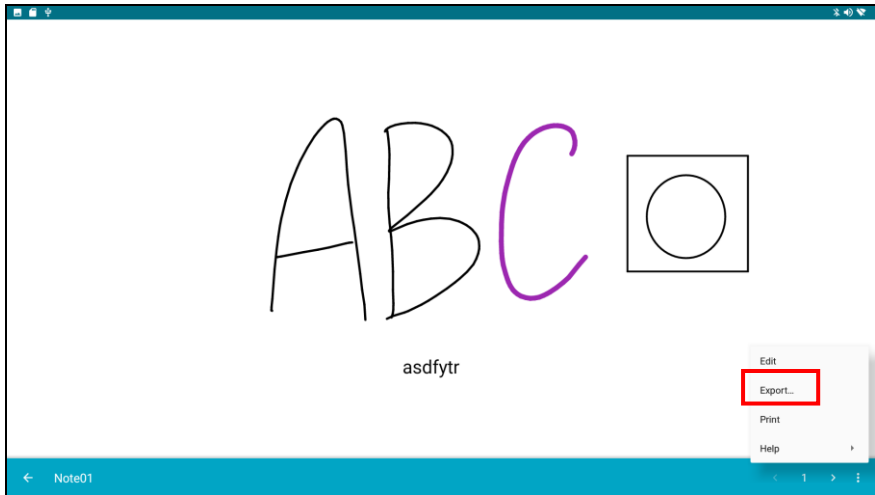 ABC
asdfytr
Edit
Export...
Print
Help
Note01
1